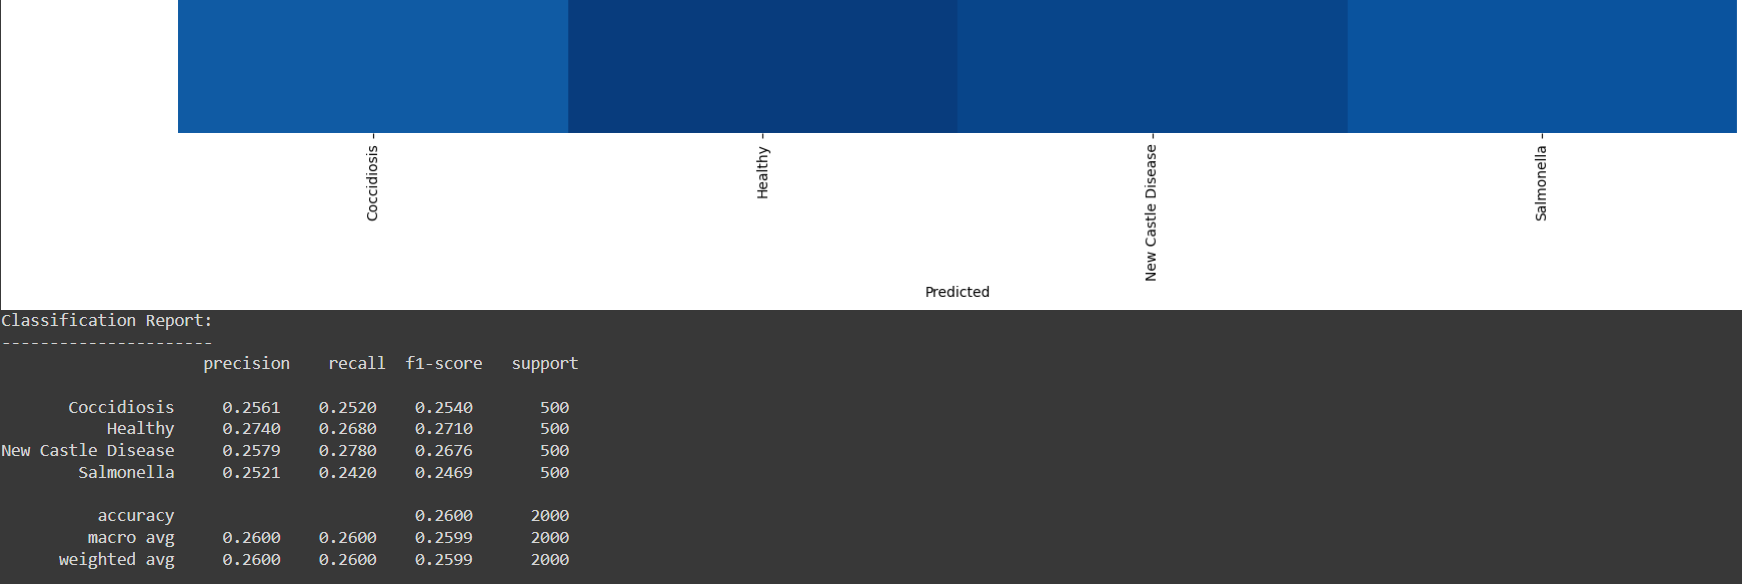 Coccidiosis
Healthy
New Castle Disease
Salmonella
Predicted
Classification Report:
----------------------
precision recall f1-score support
Coccidiosis 0.2561 0.2520 0.2540 500
Healthy 0.2740 0.2680 0.2710 500
New Castle Disease 0.2579 0.2780 0.2676 500
Salmonella 0.2521 0.2420 0.2469 500
accuracy 0.2600 2000
macro avg 0.2600 0.2600 0.2599 2000
weighted avg 0.2600 0.2600 0.2599 2000